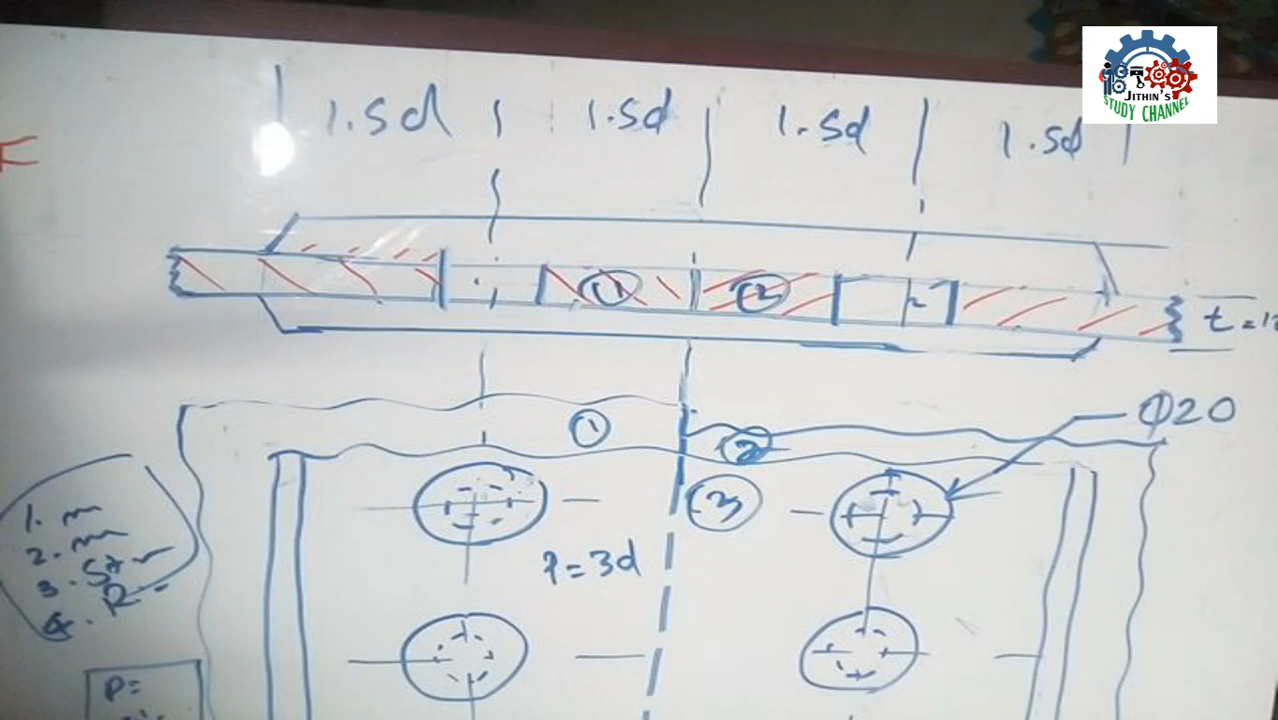 JITHIN'S
STUDY CHANNEL
1.5d 1.5d 1.5d 1.5d
1 2
t =
Φ20
1
2
3
P=3d
1.
2.
3.
4.
P=